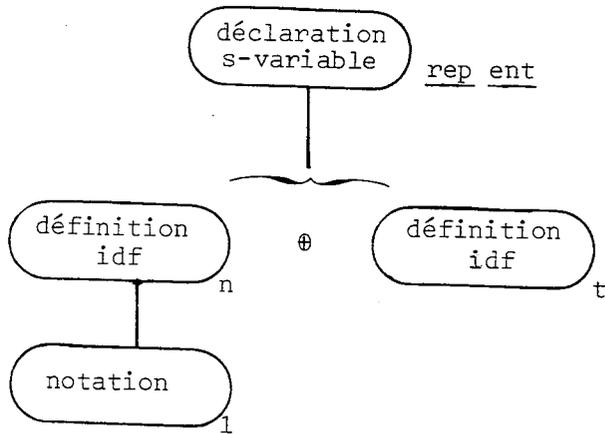 déclaration
s-variable
rep ent
définition
idf
n
⊕
définition
idf
t
notation
1